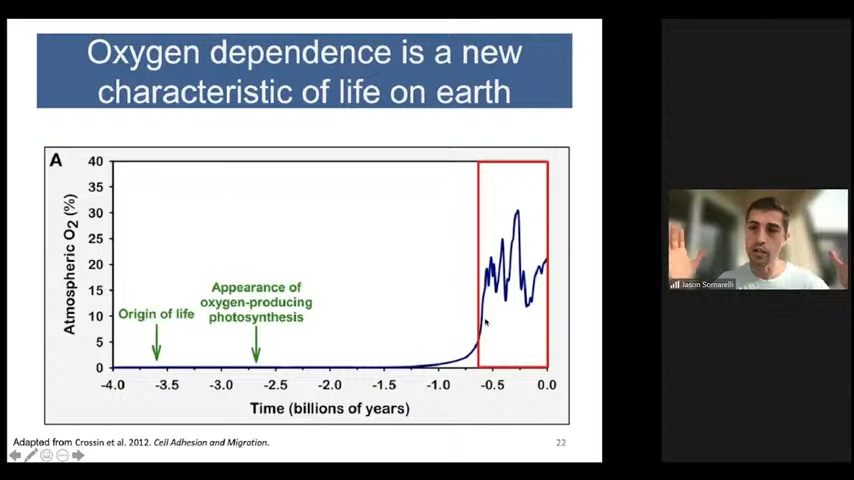 Oxygen dependence is a new
characteristic of life on earth
A
40
35
30
25
20
15
10
5
0
Atmospheric O2 (%)
Origin of life
Appearance of
oxygen-producing
photosynthesis
-4.0 -3.5 -3.0 -2.5 -2.0 -1.5 -1.0 -0.5 0.0
Time (billions of years)
Adapted from Crossin et al. 2012. Cell Adhesion and Migration.
22
Jason Somarelli